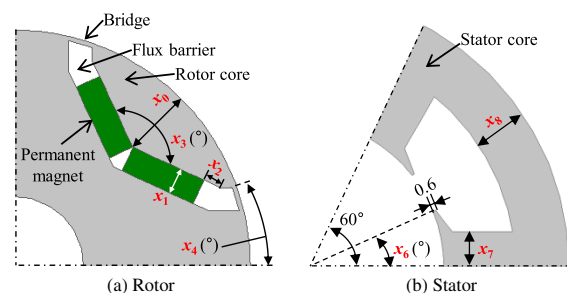 Bridge
Flux barrier
Rotor core
x0
x3 (°)
Permanent
magnet
x2
x1
x4 (°)
(a) Rotor
Stator core
x8
0.6
60°
x6 (°)
x7
(b) Stator